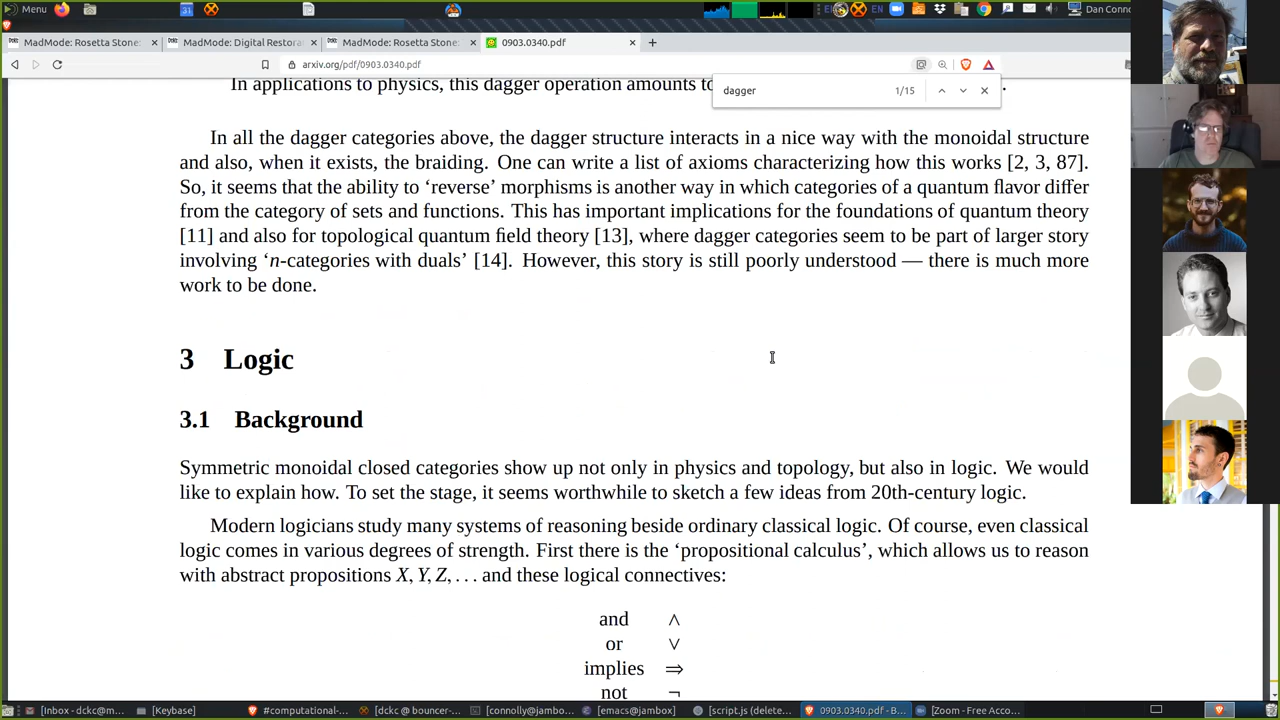 Menu
31
EN
EN
Dan Conno
MadMode: Rosetta Stone:
MadMode: Digital Restora
MadMode: Rosetta Stone:
0903.0340.pdf
arxiv.org/pdf/0903.0340.pdf
dagger
1/15
In applications to physics, this dagger operation amounts to
In all the dagger categories above, the dagger structure interacts in a nice way with the monoidal structure
and also, when it exists, the braiding. One can write a list of axioms characterizing how this works [2, 3, 87].
So, it seems that the ability to ‘reverse’ morphisms is another way in which categories of a quantum flavor differ
from the category of sets and functions. This has important implications for the foundations of quantum theory
[11] and also for topological quantum field theory [13], where dagger categories seem to be part of larger story
involving ‘n-categories with duals’ [14]. However, this story is still poorly understood — there is much more
work to be done.
3 Logic
3.1 Background
Symmetric monoidal closed categories show up not only in physics and topology, but also in logic. We would
like to explain how. To set the stage, it seems worthwhile to sketch a few ideas from 20th-century logic.
Modern logicians study many systems of reasoning beside ordinary classical logic. Of course, even classical
logic comes in various degrees of strength. First there is the ‘propositional calculus’, which allows us to reason
with abstract propositions X, Y, Z, . . . and these logical connectives:
and ∧
or ∨
implies ⇒
not ¬
[Inbox - dckc@m...
[Keybase]
#computational-...
[dckc @ bouncer-...
[connolly@jambo...
[emacs@jambox]
[script.js (delete...
0903.0340.pdf - B...
[Zoom - Free Acco...